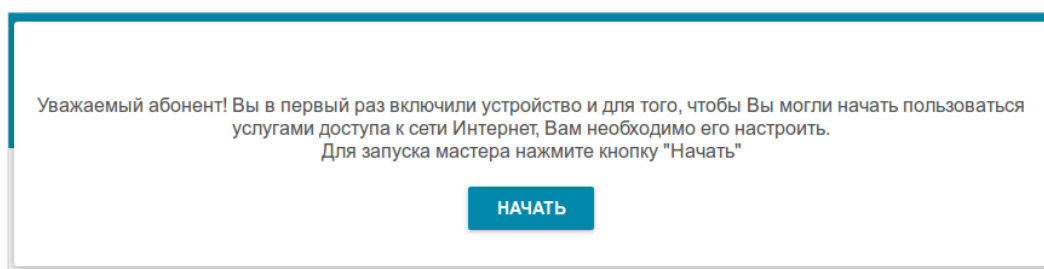 Уважаемый абонент! Вы в первый раз включили устройство и для того, чтобы Вы могли начать пользоваться
услугами доступа к сети Интернет, Вам необходимо его настроить.
Для запуска мастера нажмите кнопку "Начать"
НАЧАТЬ